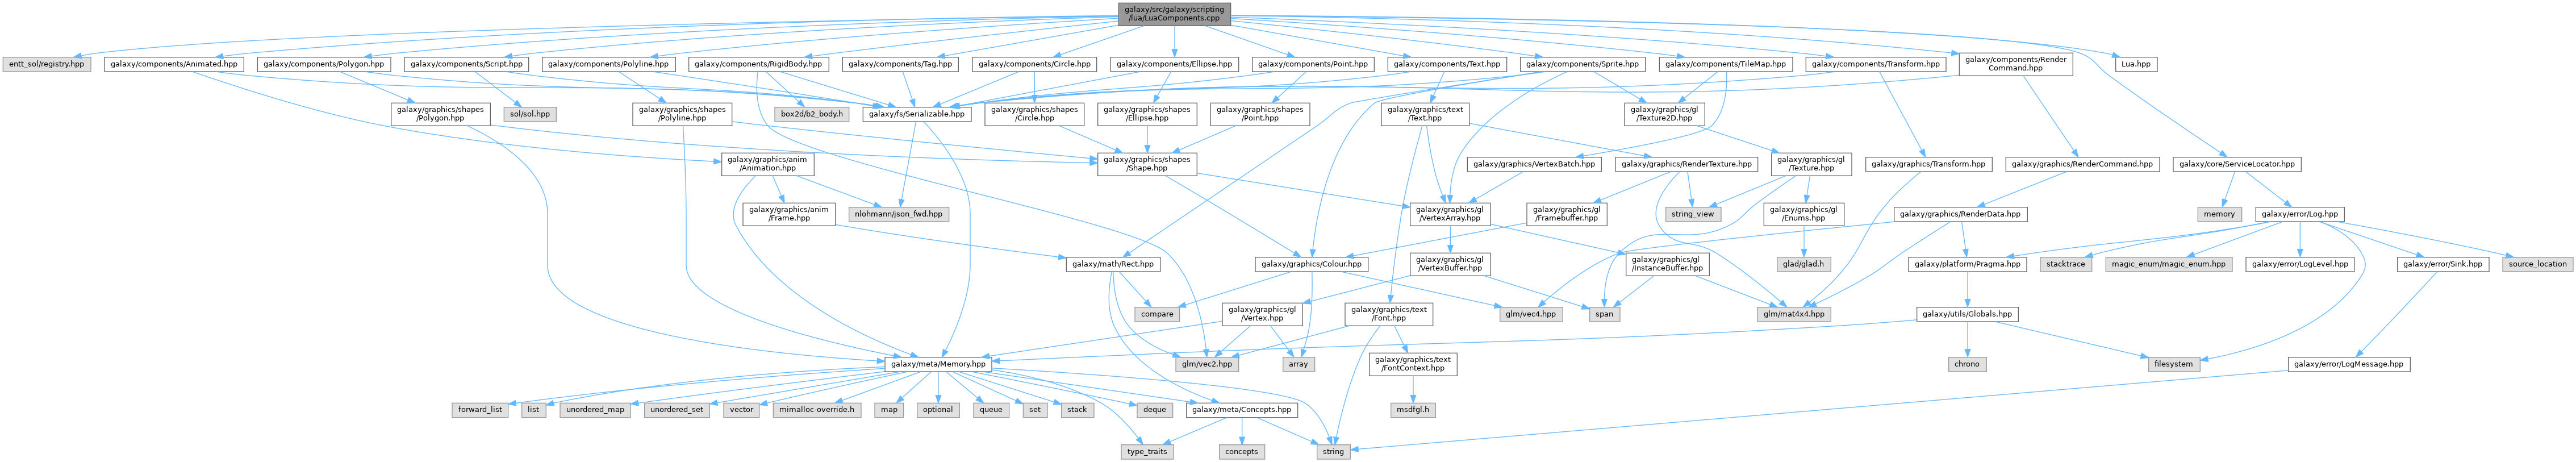 galaxy/src/galaxy/scripting
/lua/LuaComponents.cpp
entt_sol/registry.hpp
galaxy/components/Animated.hpp
galaxy/components/Polygon.hpp
galaxy/components/Script.hpp
galaxy/components/Polyline.hpp
galaxy/components/RigidBody.hpp
galaxy/components/Tag.hpp
galaxy/components/Circle.hpp
galaxy/components/Ellipse.hpp
galaxy/components/Point.hpp
galaxy/components/Text.hpp
galaxy/components/Sprite.hpp
galaxy/components/TileMap.hpp
galaxy/components/Transform.hpp
galaxy/components/Render
Command.hpp
Lua.hpp
galaxy/graphics/shapes
/Polygon.hpp
sol/sol.hpp
galaxy/graphics/shapes
/Polyline.hpp
box2d/b2_body.h
galaxy/fs/Serializable.hpp
galaxy/graphics/shapes
/Circle.hpp
galaxy/graphics/shapes
/Ellipse.hpp
galaxy/graphics/shapes
/Point.hpp
galaxy/graphics/text
/Text.hpp
galaxy/graphics/gl
/Texture2D.hpp
galaxy/graphics/anim
/Animation.hpp
galaxy/graphics/shapes
/Shape.hpp
galaxy/graphics/VertexBatch.hpp
galaxy/graphics/RenderTexture.hpp
galaxy/graphics/gl
/Texture.hpp
galaxy/graphics/Transform.hpp
galaxy/graphics/RenderCommand.hpp
galaxy/core/ServiceLocator.hpp
galaxy/graphics/anim
/Frame.hpp
nlohmann/json_fwd.hpp
galaxy/graphics/gl
/VertexArray.hpp
galaxy/graphics/gl
/Framebuffer.hpp
string_view
galaxy/graphics/gl
/Enums.hpp
galaxy/graphics/RenderData.hpp
memory
galaxy/error/Log.hpp
galaxy/math/Rect.hpp
galaxy/graphics/Colour.hpp
galaxy/graphics/gl
/VertexBuffer.hpp
galaxy/graphics/gl
/InstanceBuffer.hpp
glad/glad.h
galaxy/platform/Pragma.hpp
stacktrace
magic_enum/magic_enum.hpp
galaxy/error/LogLevel.hpp
galaxy/error/Sink.hpp
source_location
compare
galaxy/graphics/gl
/Vertex.hpp
galaxy/graphics/text
/Font.hpp
glm/vec4.hpp
span
glm/mat4x4.hpp
galaxy/utils/Globals.hpp
galaxy/meta/Memory.hpp
glm/vec2.hpp
array
galaxy/graphics/text
/FontContext.hpp
chrono
filesystem
galaxy/error/LogMessage.hpp
forward_list
list
unordered_map
unordered_set
vector
mimalloc-override.h
map
optional
queue
set
stack
deque
galaxy/meta/Concepts.hpp
msdfgl.h
type_traits
concepts
string